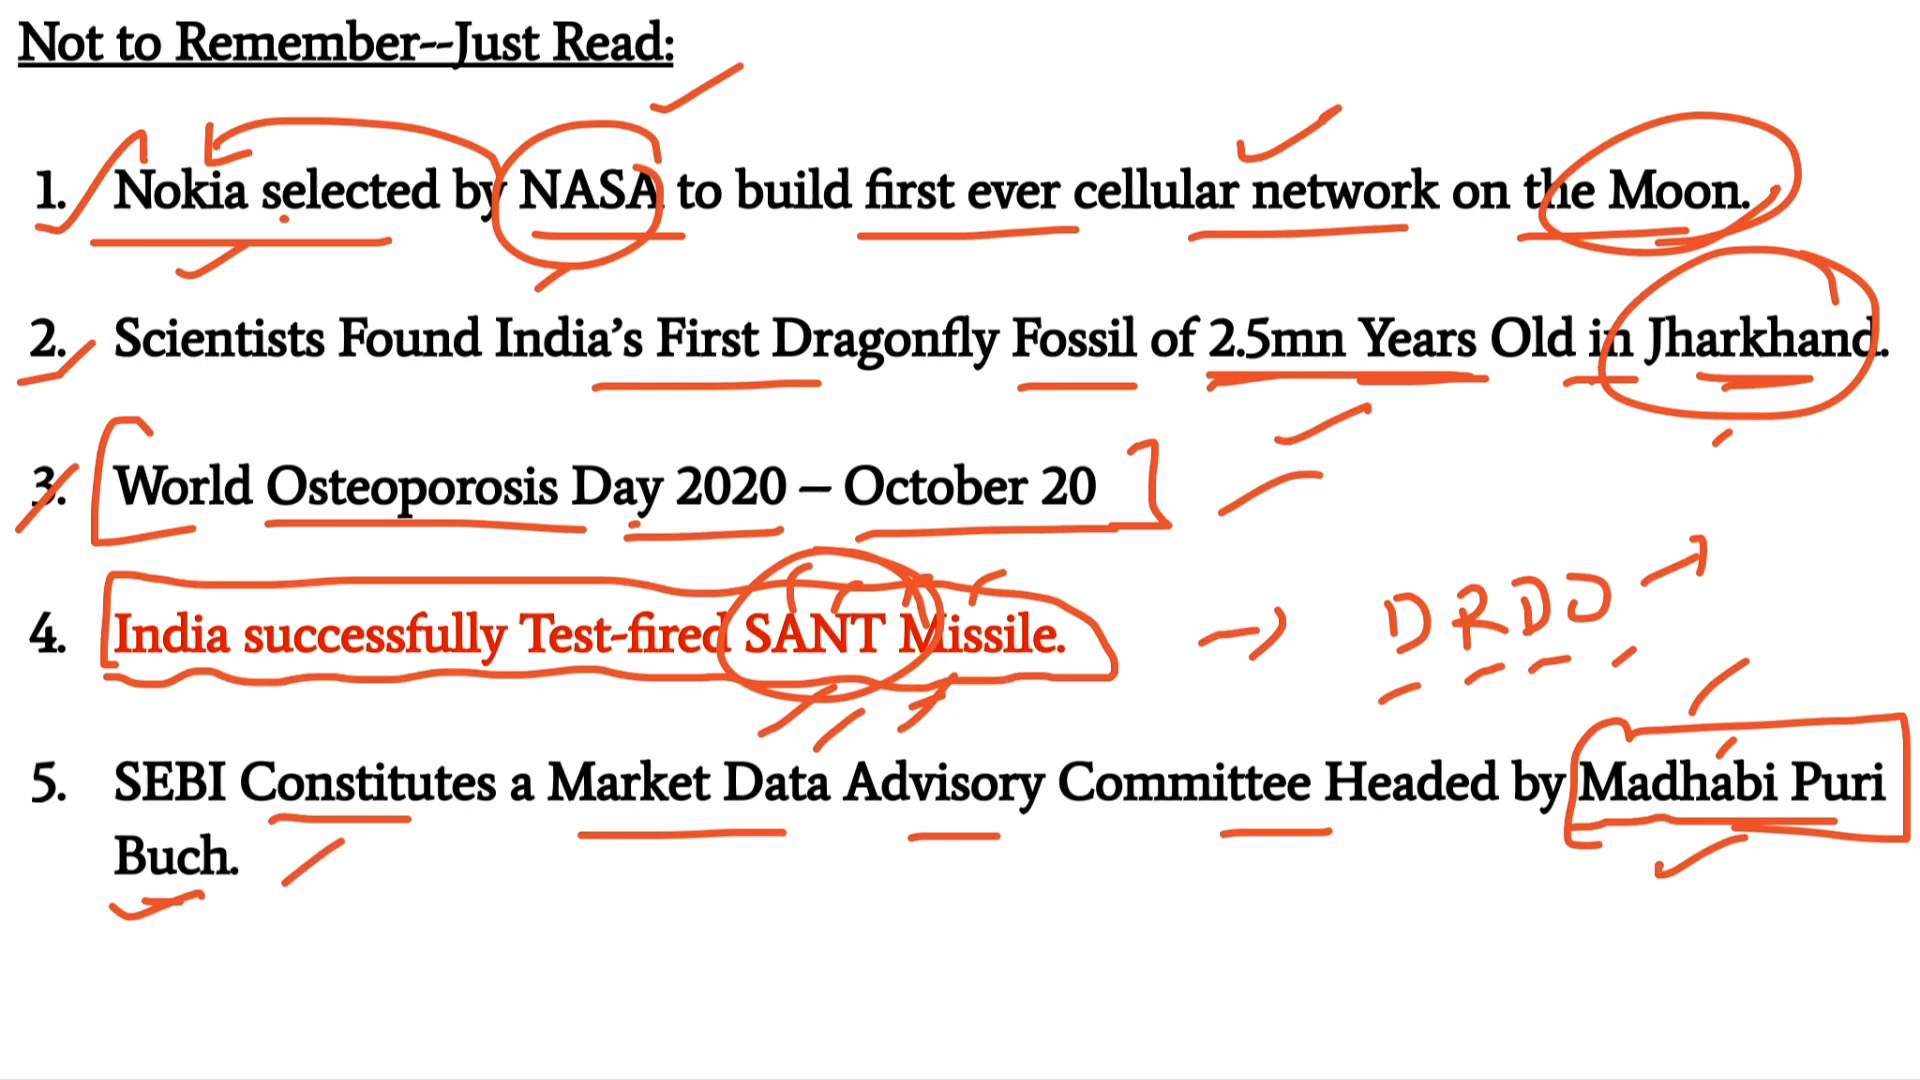 Not to Remember--Just Read:
1. Nokia selected by NASA to build first ever cellular network on the Moon.
2. Scientists Found India’s First Dragonfly Fossil of 2.5mn Years Old in Jharkhand.
3. World Osteoporosis Day 2020 – October 20
4. India successfully Test-fired SANT Missile. → DRDO
5. SEBI Constitutes a Market Data Advisory Committee Headed by Madhabi Puri
Buch.